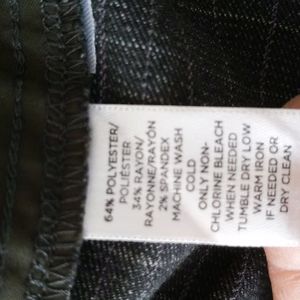 64% POLYESTER/
POLIÉSTER
34% RAYON/
RAYONNE/RAYÓN
2% SPANDEX
MACHINE WASH
COLD
ONLY NON-
CHLORINE BLEACH
WHEN NEEDED
TUMBLE DRY LOW
WARM IRON
IF NEEDED OR
DRY CLEAN